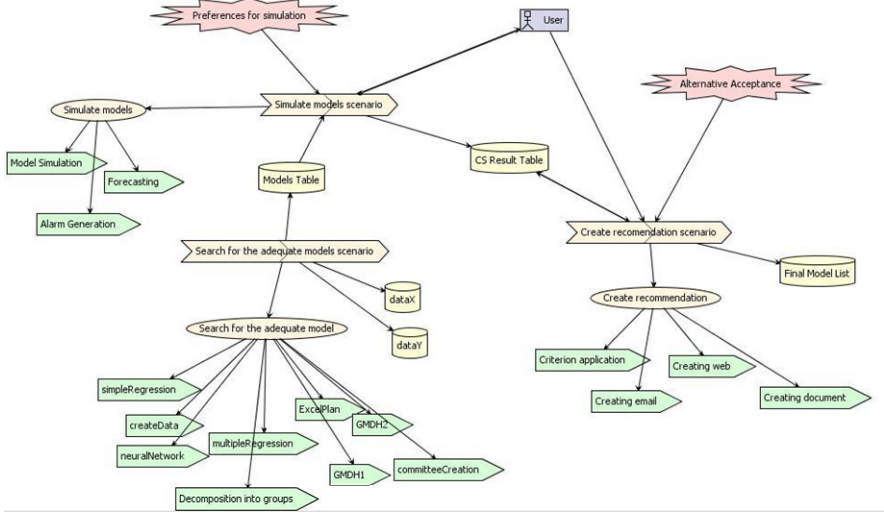 Preferences for simulation
User
Alternative Acceptance
Simulate models scenario
Simulate models
Model Simulation
Forecasting
Alarm Generation
Models Table
CS Result Table
Create recomendation scenario
Search for the adequate models scenario
Final Model List
dataX
dataY
Create recommendation
Search for the adequate model
Criterion application
Creating web
Creating email
Creating document
simpleRegression
createData
neuralNetwork
multipleRegression
ExcelPlan
GMDH2
GMDH1
committeeCreation
Decomposition into groups